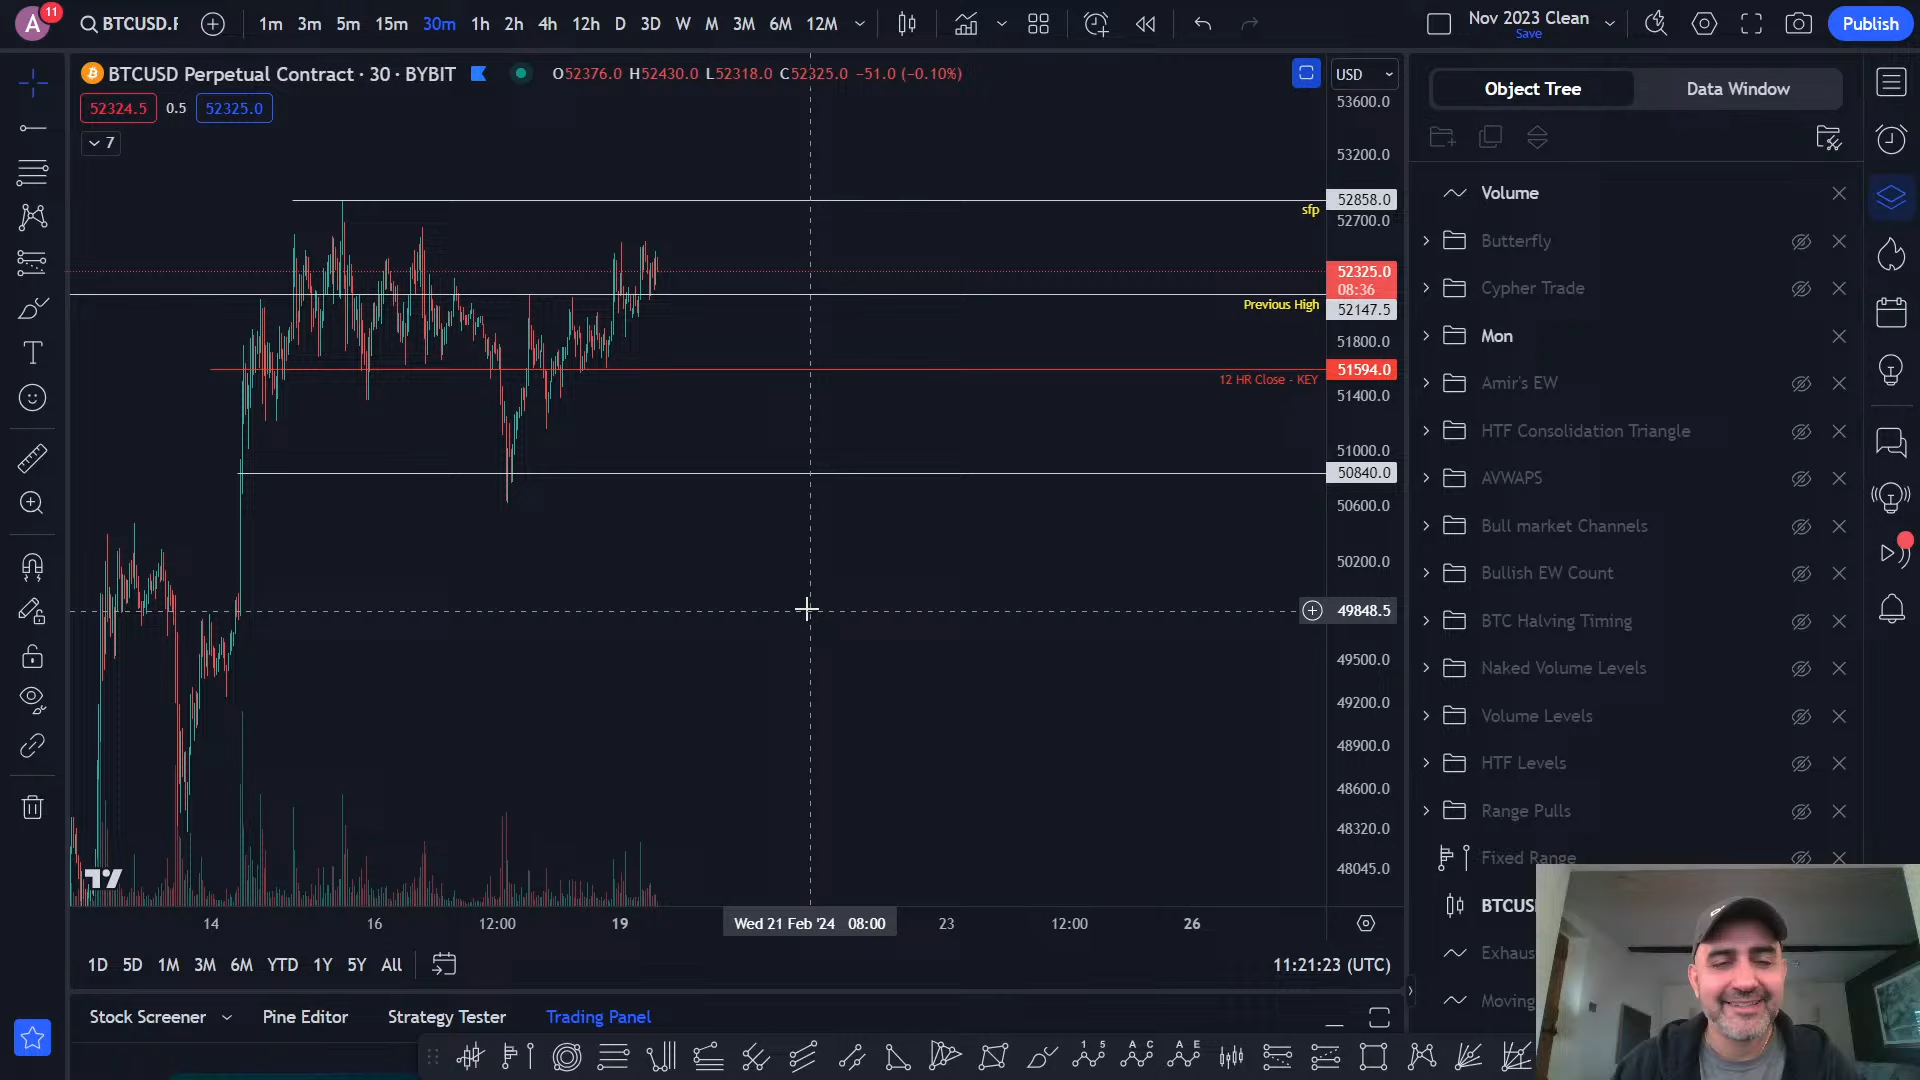 A 11 BTCUSD.F 1m 3m 5m 15m 30m 1h 2h 4h 12h D 3D W M 3M 6M 12M Nov 2023 Clean Save Publish
BTCUSD Perpetual Contract · 30 · BYBIT O52376.0 H52430.0 L52318.0 C52325.0 −51.0 (−0.10%) USD
52324.5 0.5 52325.0
7
53600.0
53200.0
52858.0
sfp
52700.0
52325.0
08:36
Previous High 52147.5
51800.0
51594.0
12 HR Close - KEY
51400.0
51000.0
50840.0
50600.0
50200.0
49848.5
49500.0
49200.0
48900.0
48600.0
48320.0
48045.0
14 16 12:00 19 Wed 21 Feb '24 08:00 23 12:00 26
1D 5D 1M 3M 6M YTD 1Y 5Y All 11:21:23 (UTC)
Stock Screener Pine Editor Strategy Tester Trading Panel
1 5 A C A E
Object Tree Data Window
Volume
Butterfly
Cypher Trade
Mon
Amir's EW
HTF Consolidation Triangle
AVWAPS
Bull market Channels
Bullish EW Count
BTC Halving Timing
Naked Volume Levels
Volume Levels
HTF Levels
Range Pulls
Fixed Range
BTCUS
Exhaus
Moving